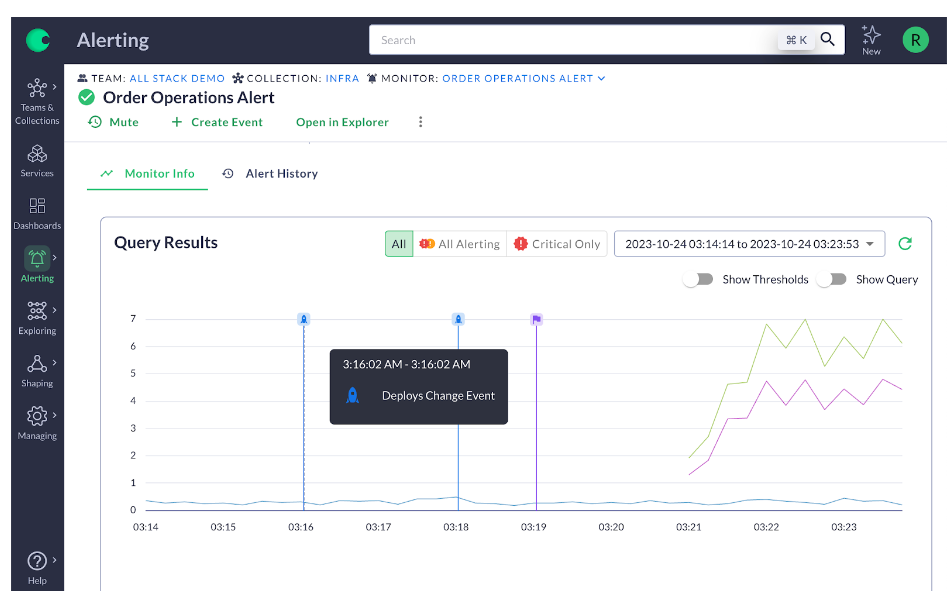 Alerting
Search
⌘ K
New
R
TEAM: ALL STACK DEMO COLLECTION: INFRA MONITOR: ORDER OPERATIONS ALERT
Order Operations Alert
Mute
+ Create Event
Open in Explorer
Teams &
Collections
Services
Dashboards
Alerting
Exploring
Shaping
Managing
Help
Monitor Info
Alert History
Query Results
All
All Alerting
Critical Only
2023-10-24 03:14:14 to 2023-10-24 03:23:53
Show Thresholds
Show Query
7
6
5
4
3
2
1
0
3:16:02 AM - 3:16:02 AM
Deploys Change Event
03:14 03:15 03:16 03:17 03:18 03:19 03:20 03:21 03:22 03:23